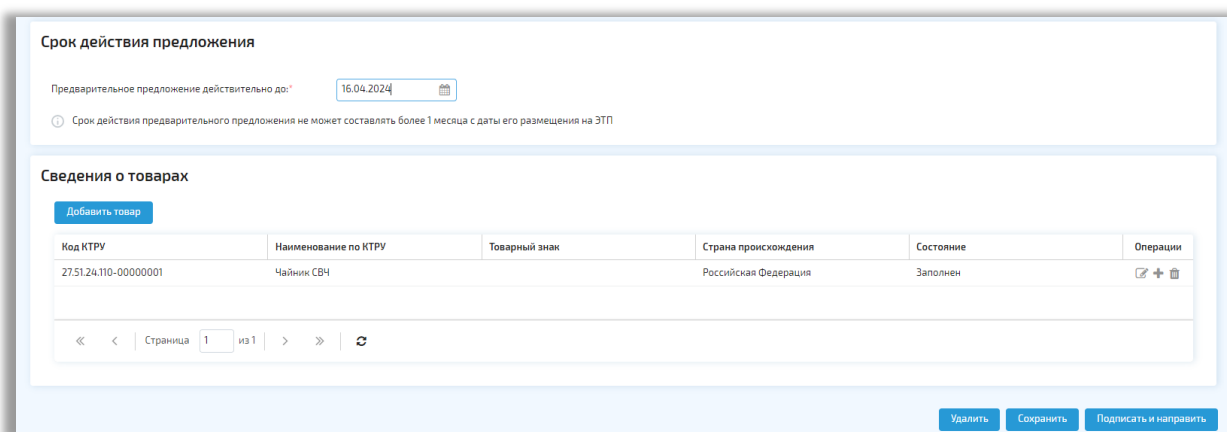 Срок действия предложения
Предварительное предложение действительно до:* 16.04.2024
Срок действия предварительного предложения не может составлять более 1 месяца с даты его размещения на ЭТП
Сведения о товарах
Добавить товар
Код КТРУ Наименование по КТРУ Товарный знак Страна происхождения Состояние Операции
27.51.24.110-00000001 Чайник СВЧ Российская Федерация Заполнен
Страница 1 из 1
Удалить Сохранить Подписать и направить